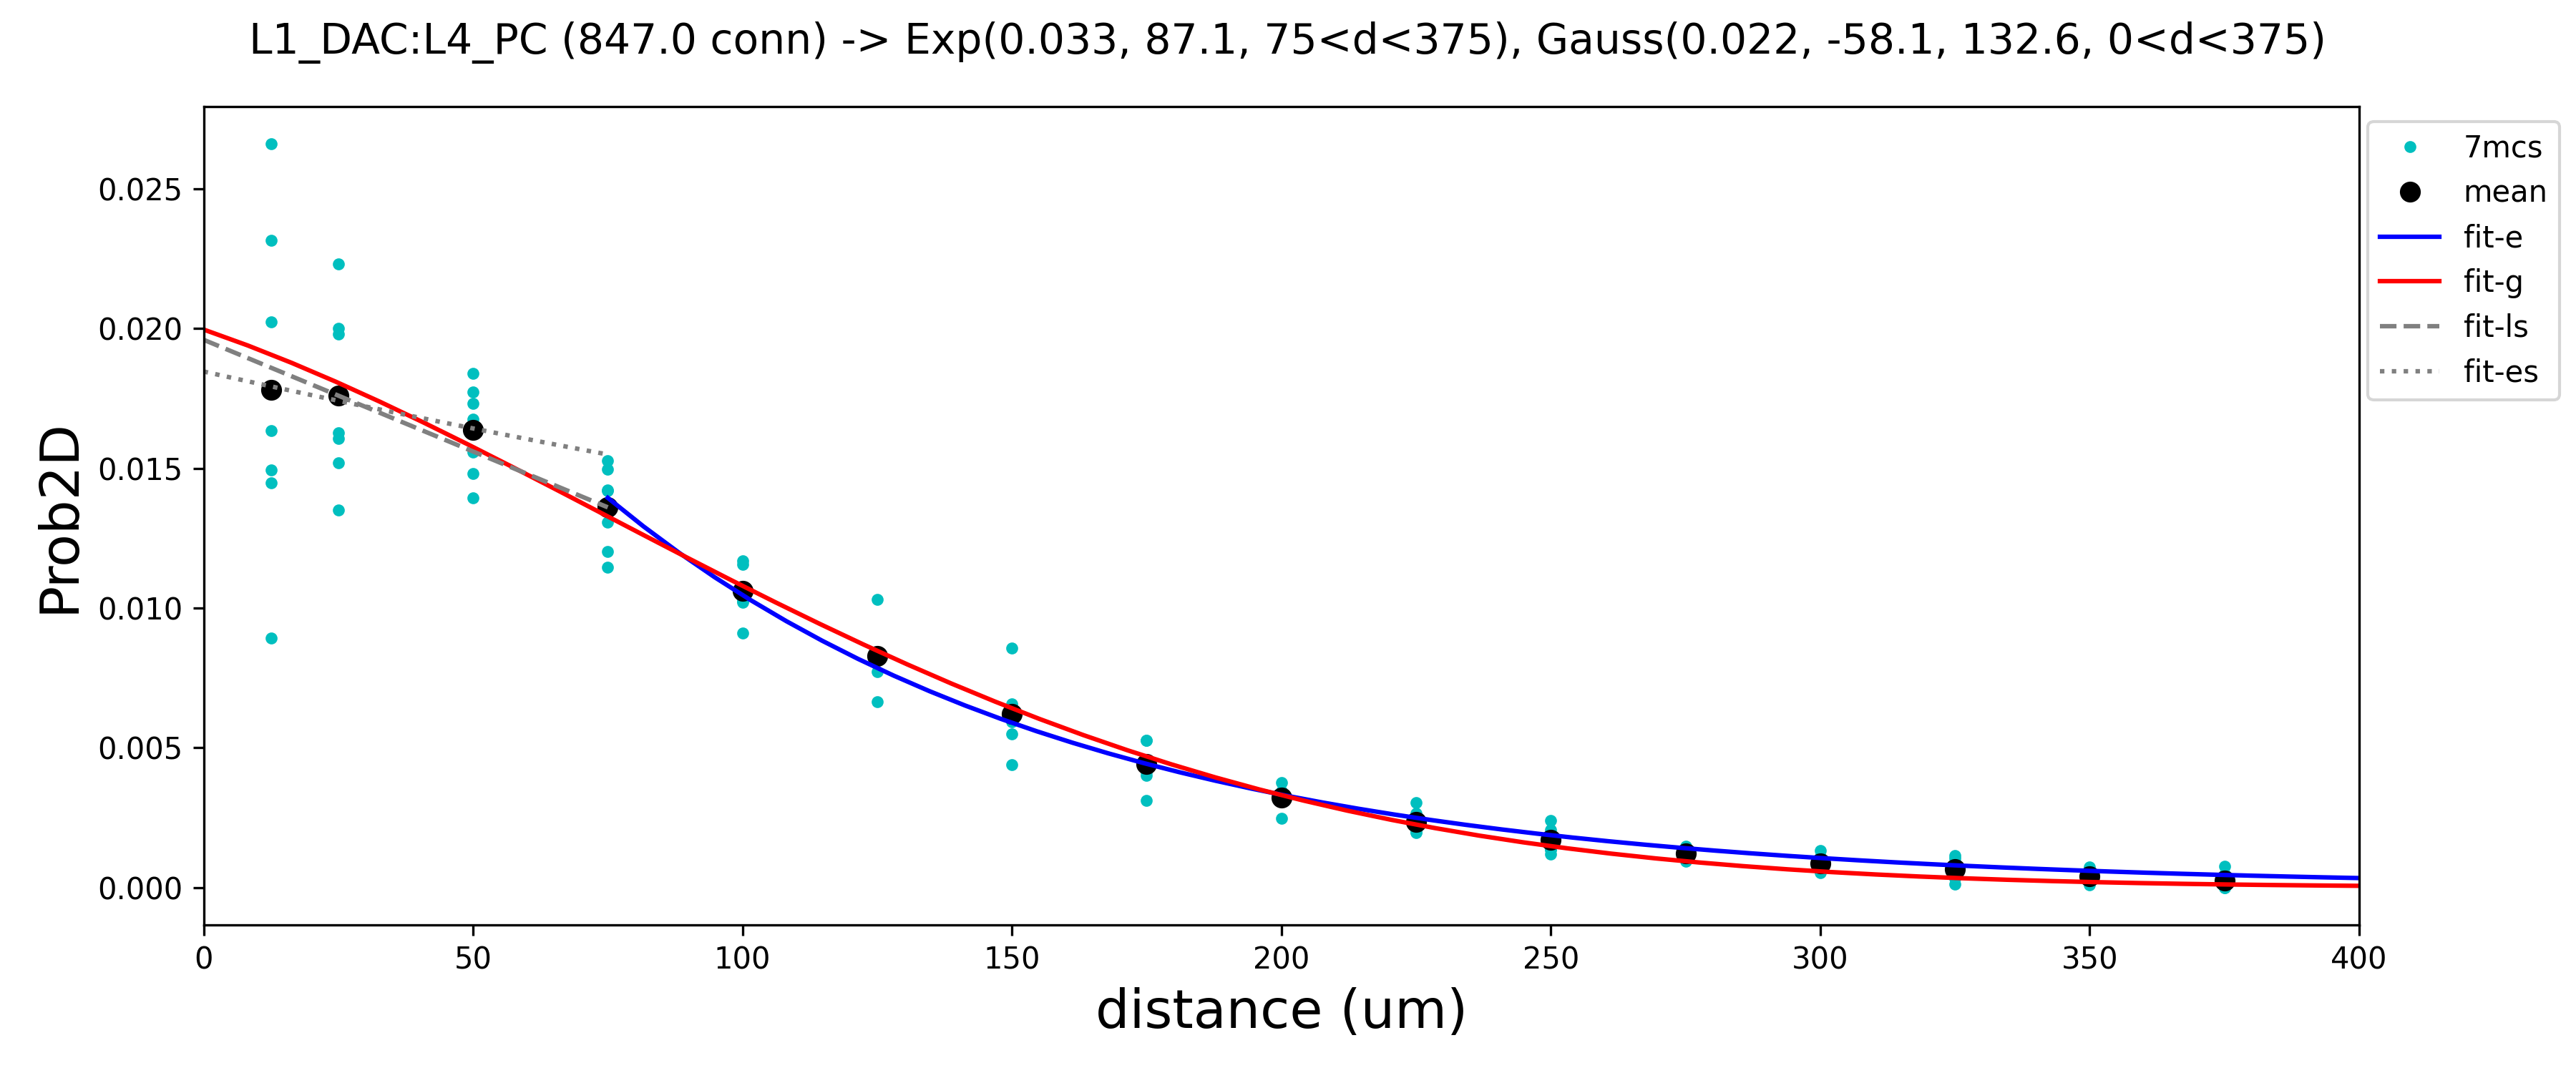 L1_DAC:L4_PC (847.0 conn) -> Exp(0.033, 87.1, 75<d<375), Gauss(0.022, -58.1, 132.6, 0<d<375)
7mcs
mean
fit-e
fit-g
fit-ls
fit-es
Prob2D
0.025
0.020
0.015
0.010
0.005
0.000
0 50 100 150 200 250 300 350 400
distance (um)